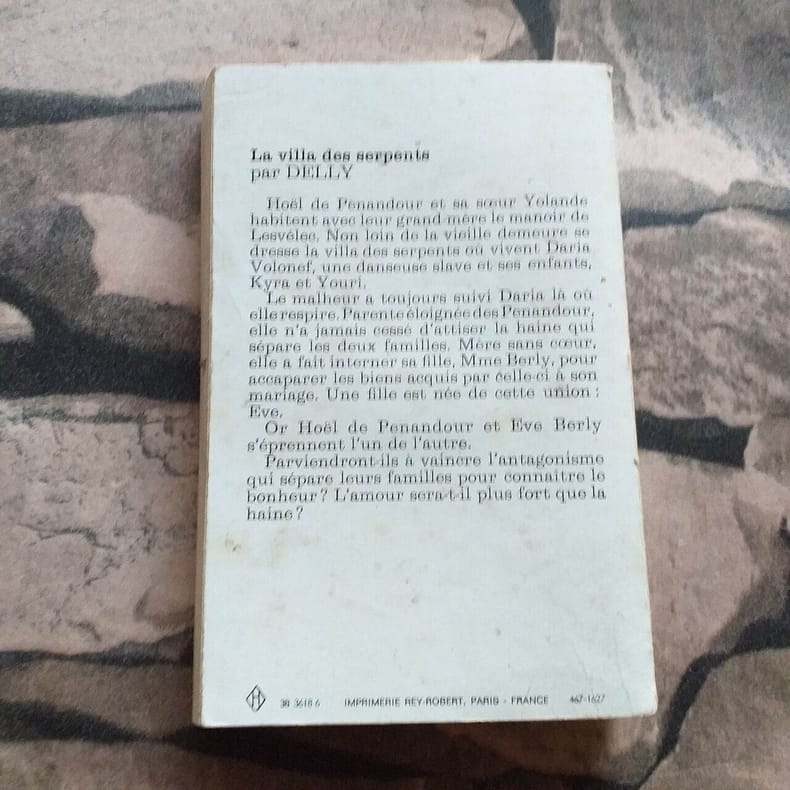 La villa des serpents
par DELLY
Hoël de Penandour et sa sœur Yolande
habitent avec leur grand-mère le manoir de
Lesvélec. Non loin de la vieille demeure se
dresse la villa des serpents où vivent Daria
Volonef, une danseuse slave et ses enfants,
Kyra et Youri.
Le malheur a toujours suivi Daria là où
elle respire. Parente éloignée des Penandour,
elle n'a jamais cessé d'attiser la haine qui
sépare les deux familles. Mère sans cœur,
elle a fait interner sa fille, Mme Berly, pour
accaparer les biens acquis par celle-ci à son
mariage. Une fille est née de cette union :
Eve.
Or Hoël de Penandour et Eve Berly
s'éprennent l'un de l'autre.
Parviendront-ils à vaincre l'antagonisme
qui sépare leurs familles pour connaître le
bonheur ? L'amour sera-t-il plus fort que la
haine ?
H 38 3618 6 IMPRIMERIE REY-ROBERT, PARIS - FRANCE 467-1627